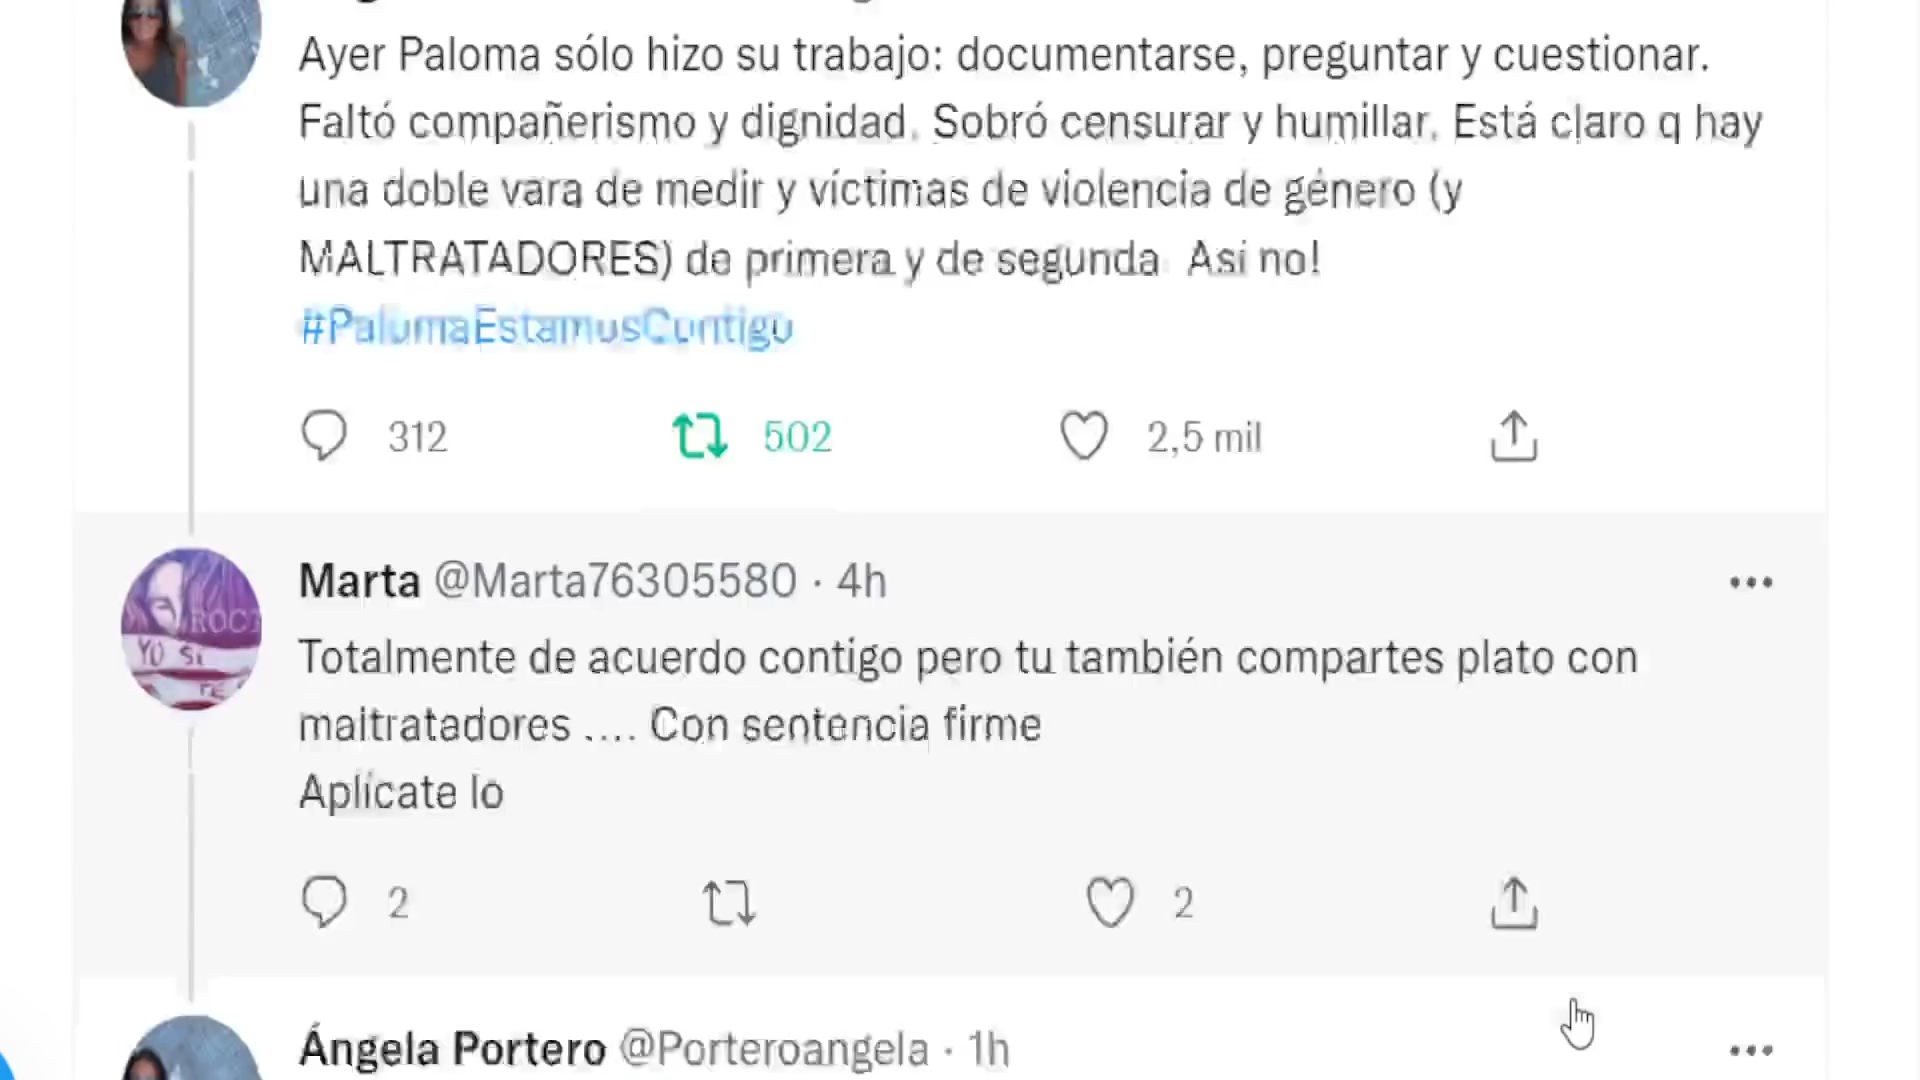 Ayer Paloma sólo hizo su trabajo: documentarse, preguntar y cuestionar.
Faltó compañerismo y dignidad. Sobró censurar y humillar. Está claro q hay
una doble vara de medir y víctimas de violencia de género (y
MALTRATADORES) de primera y de segunda Asi no!
#PalomaEstamosContigo
312 502 2,5 mil
Marta @Marta76305580 · 4h
Totalmente de acuerdo contigo pero tu también compartes plato con
maltratadores .... Con sentencia firme
Aplícate lo
2 2
Ángela Portero @Porteroangela · 1h